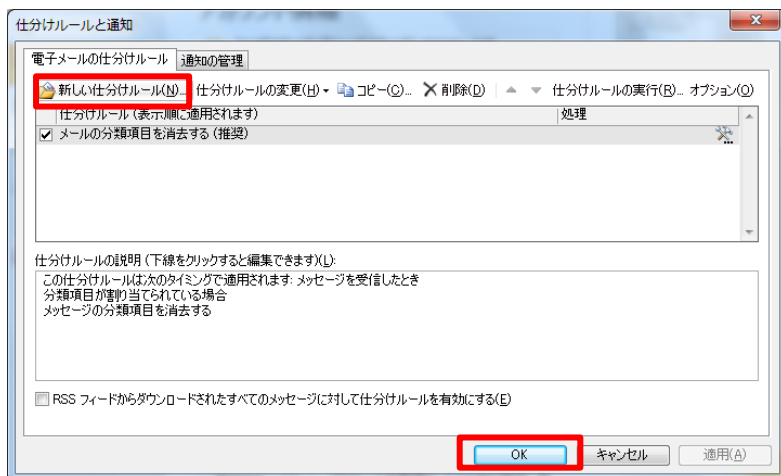 仕分けルールと通知
電子メールの仕分けルール 通知の管理
新しい仕分けルール(N)... 仕分けルールの変更(H) コピー(C)... 削除(D) 仕分けルールの実行(R)... オプション(O)
仕分けルール (表示順に適用されます) 処理
メールの分類項目を消去する (推奨)
仕分けルールの説明 (下線をクリックすると編集できます)(L):
この仕分けルールは次のタイミングで適用されます: メッセージを受信したとき
分類項目が割り当てられている場合
メッセージの分類項目を消去する
RSS フィードからダウンロードされたすべてのメッセージに対して仕分けルールを有効にする(E)
OK キャンセル 適用(A)